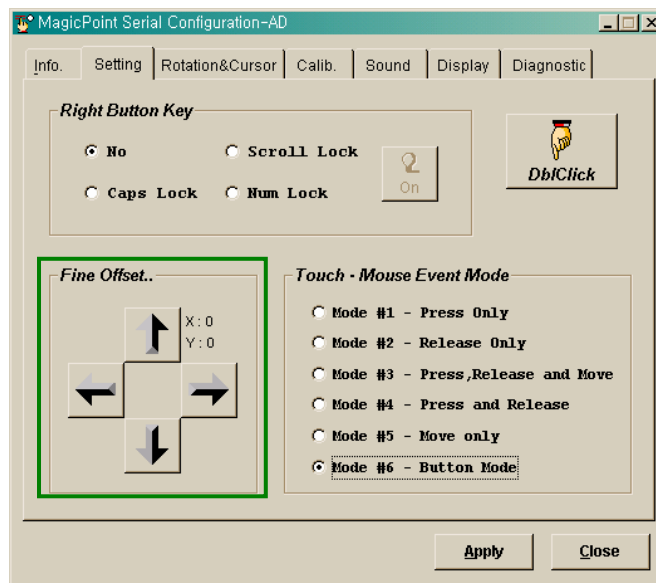 MagicPoint Serial Configuration-AD
Info. Setting Rotation&Cursor Calib. Sound Display Diagnostic
Right Button Key
No Scroll Lock
Caps Lock Num Lock
On
DblClick
Fine Offset..
X:0
Y:0
Touch - Mouse Event Mode
Mode #1 - Press Only
Mode #2 - Release Only
Mode #3 - Press,Release and Move
Mode #4 - Press and Release
Mode #5 - Move only
Mode #6 - Button Mode
Apply Close